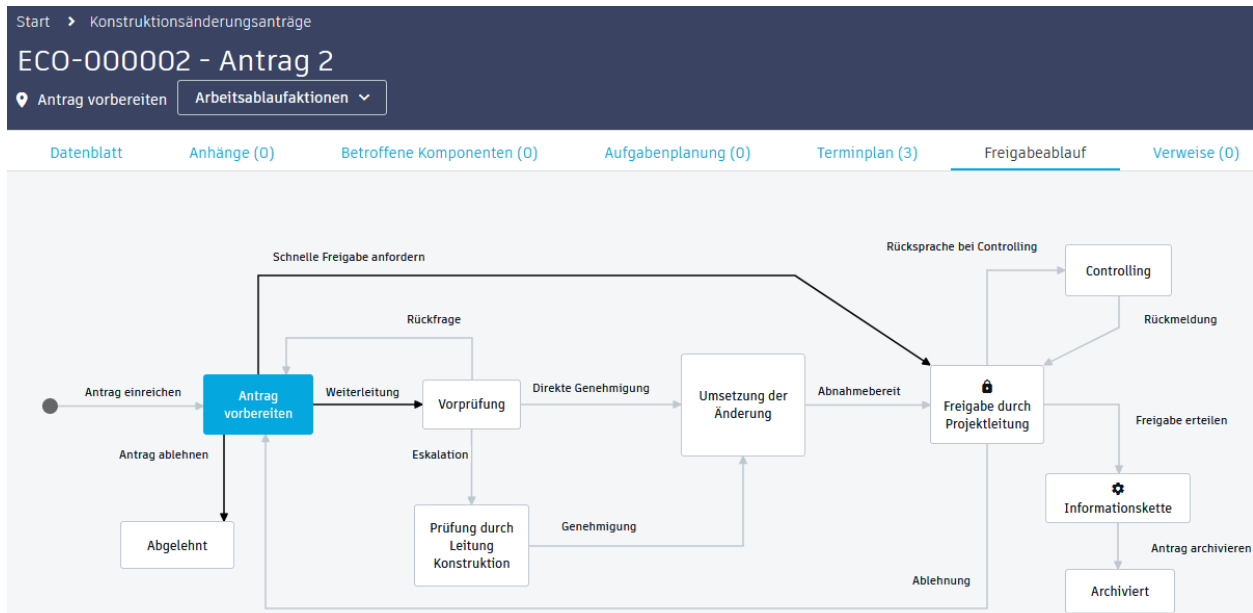 Start > Konstruktionsänderungsanträge
ECO-000002 - Antrag 2
Antrag vorbereiten Arbeitsablaufaktionen
Datenblatt Anhänge (0) Betroffene Komponenten (0) Aufgabenplanung (0) Terminplan (3) Freigabeablauf Verweise (0)
Rücksprache bei Controlling
Schnelle Freigabe anfordern
Controlling
Rückfrage
Rückmeldung
Antrag einreichen
Antrag
vorbereiten
Weiterleitung
Vorprüfung
Direkte Genehmigung
Umsetzung der
Änderung
Abnahmebereit
Freigabe durch
Projektleitung
Freigabe erteilen
Antrag ablehnen
Eskalation
Informationskette
Abgelehnt
Prüfung durch
Leitung
Konstruktion
Genehmigung
Antrag archivieren
Ablehnung
Archiviert